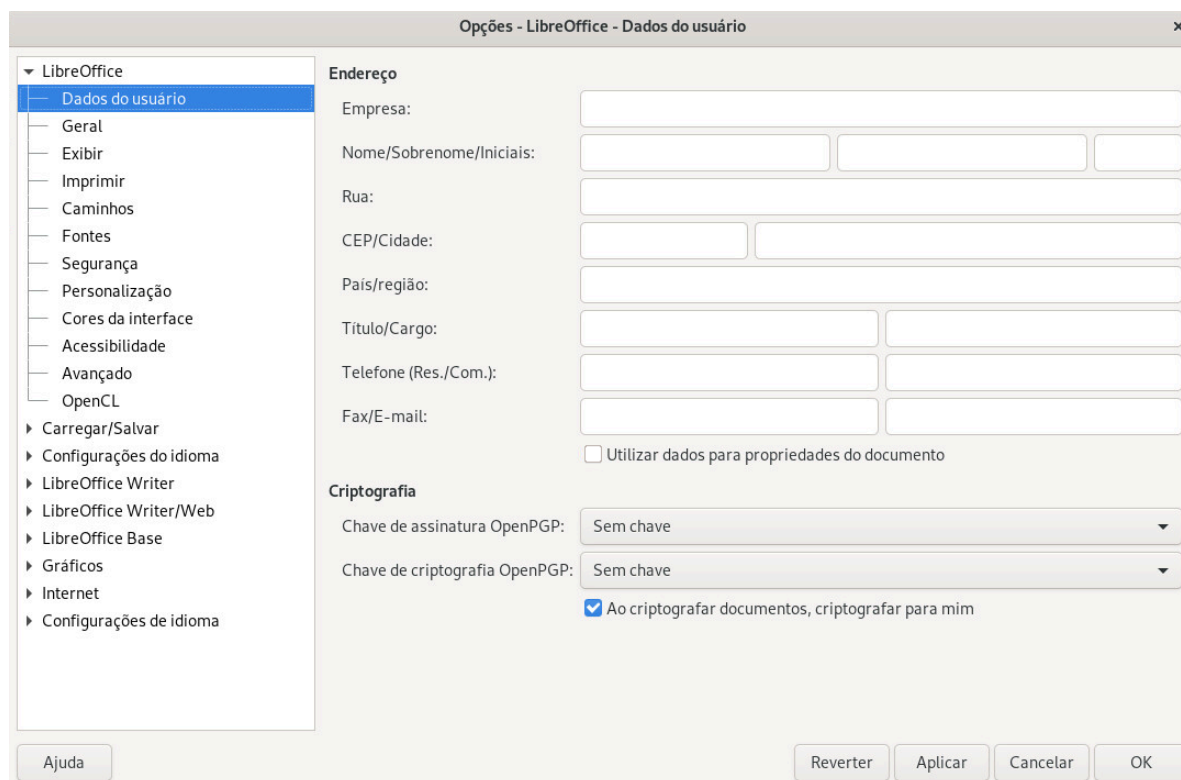 Opções - LibreOffice - Dados do usuário
LibreOffice
Dados do usuário
Geral
Exibir
Imprimir
Caminhos
Fontes
Segurança
Personalização
Cores da interface
Acessibilidade
Avançado
OpenCL
Carregar/Salvar
Configurações do idioma
LibreOffice Writer
LibreOffice Writer/Web
LibreOffice Base
Gráficos
Internet
Configurações de idioma
Endereço
Empresa:
Nome/Sobrenome/Iniciais:
Rua:
CEP/Cidade:
País/região:
Título/Cargo:
Telefone (Res./Com.):
Fax/E-mail:
Utilizar dados para propriedades do documento
Criptografia
Chave de assinatura OpenPGP: Sem chave
Chave de criptografia OpenPGP: Sem chave
Ao criptografar documentos, criptografar para mim
Ajuda Reverter Aplicar Cancelar OK